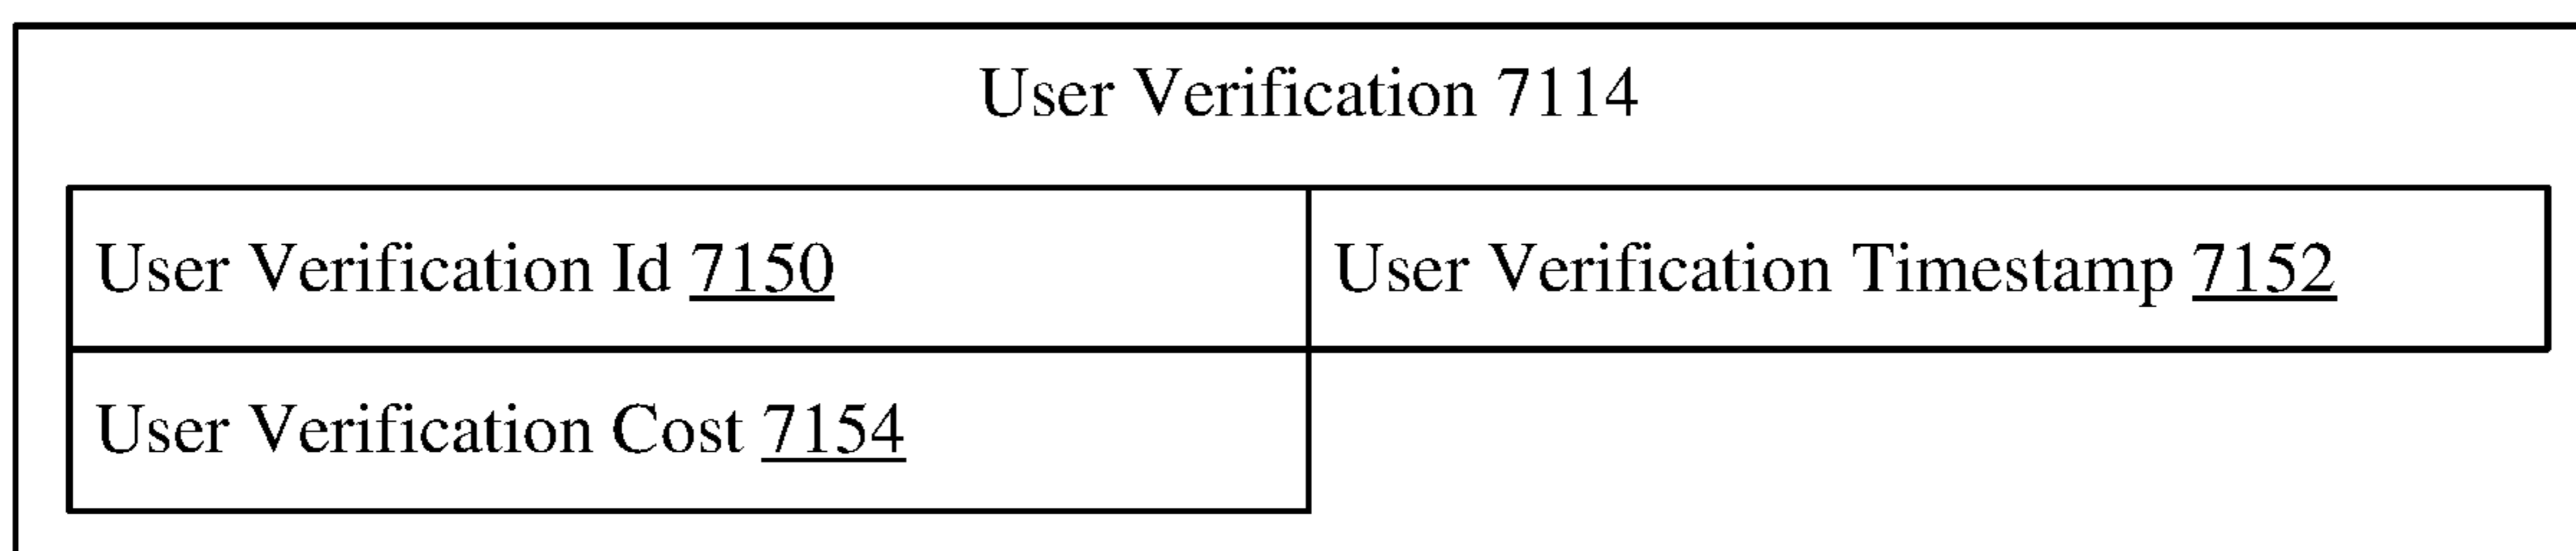 User Verification 7114
User Verification Id 7150
User Verification Timestamp 7152
User Verification Cost 7154